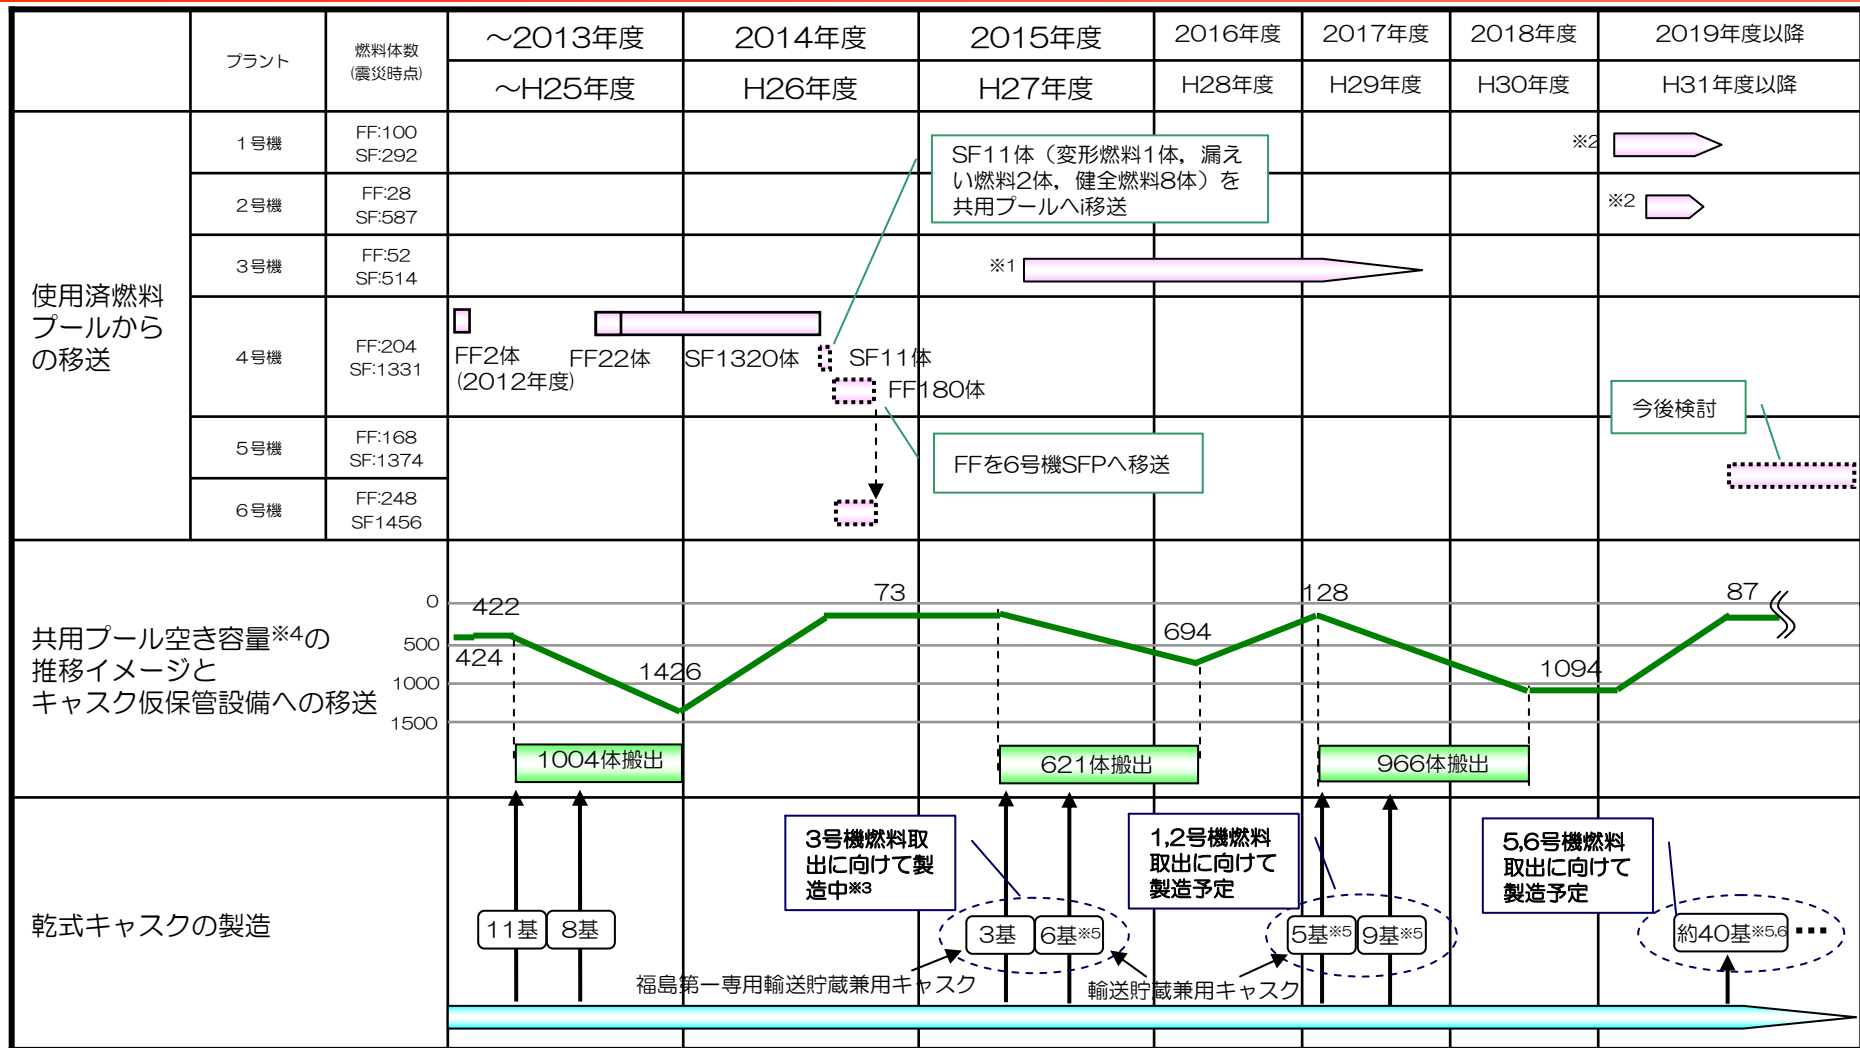 プラント
燃料体数
(震災時点)
～2013年度
2014年度
2015年度
2016年度
2017年度
2018年度
2019年度以降
～H25年度
H26年度
H27年度
H28年度
H29年度
H30年度
H31年度以降
使用済燃料
プールから
の移送
1号機
FF:100
SF:292
※2
2号機
FF:28
SF:587
※2
3号機
FF:52
SF:514
※1
4号機
FF:204
SF:1331
FF2体
(2012年度)
FF22体
SF1320体
SF11体
FF180体
SF11体（変形燃料1体，漏え
い燃料2体，健全燃料8体）を
共用プールへi移送
5号機
FF:168
SF:1374
FFを6号機SFPへ移送
今後検討
6号機
FF:248
SF1456
共用プール空き容量※4の
推移イメージと
キャスク仮保管設備への移送
0
500
1000
1500
422
424
1426
73
694
128
1094
87
1004体搬出
621体搬出
966体搬出
乾式キャスクの製造
11基
8基
3号機燃料取
出に向けて製
造中※3
3基
6基※5
1,2号機燃料
取出に向けて
製造予定
5基※5
9基※5
5,6号機燃料
取出に向けて
製造予定
約40基※5,6
…
福島第一専用輸送貯蔵兼用キャスク
輸送貯蔵兼用キャスク